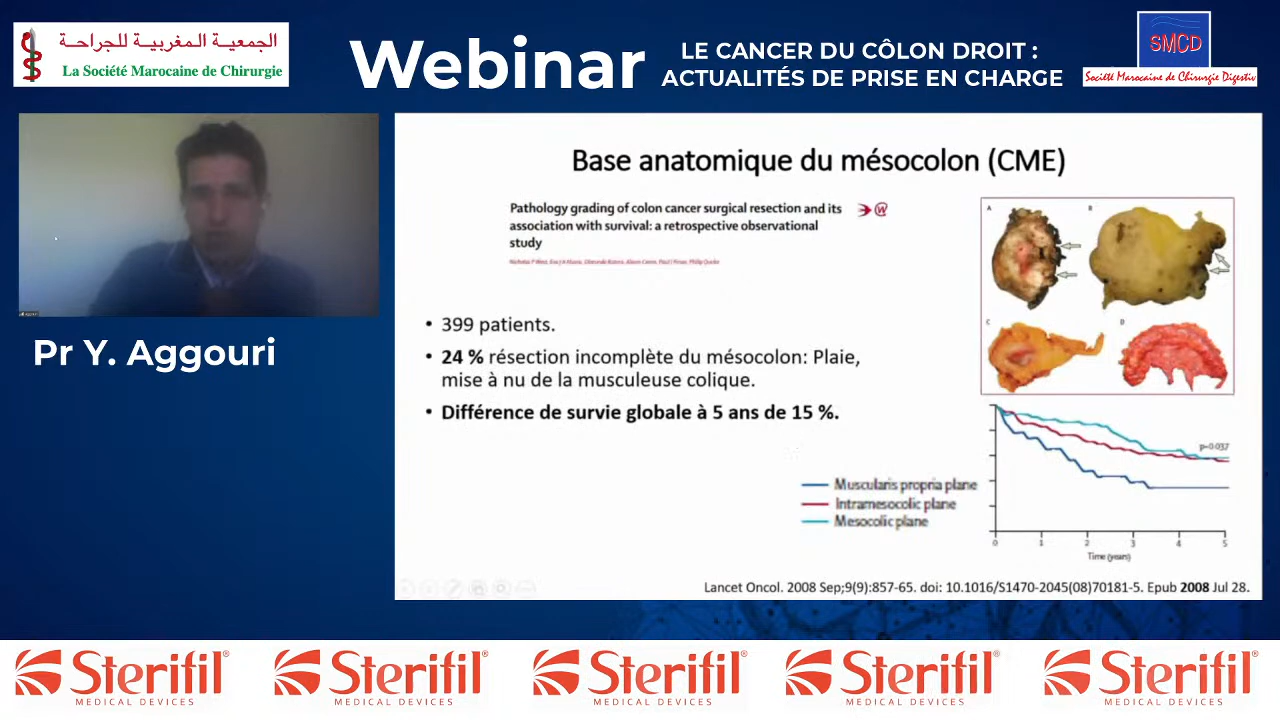 الجمعية المغربية للجراحة
La Société Marocaine de Chirurgie
Webinar
LE CANCER DU CÔLON DROIT :
ACTUALITÉS DE PRISE EN CHARGE
SMCD
Société Marocaine de Chirurgie Digestiv
Pr Y. Aggouri
Base anatomique du mésocolon (CME)
Pathology grading of colon cancer surgical resection and its
association with survival: a retrospective observational
study
• 399 patients.
• 24 % résection incomplète du mésocolon: Plaie,
mise à nu de la musculeuse colique.
• Différence de survie globale à 5 ans de 15 %.
A
B
C
D
p=0.037
Muscularis propria plane
Intramesocolic plane
Mesocolic plane
0 1 2 3 4 5
Time (years)
Lancet Oncol. 2008 Sep;9(9):857-65. doi: 10.1016/S1470-2045(08)70181-5. Epub 2008 Jul 28.
Sterifil® Sterifil® Sterifil® Sterifil® Sterifil®
MEDICAL DEVICES MEDICAL DEVICES MEDICAL DEVICES MEDICAL DEVICES MEDICAL DEVICES